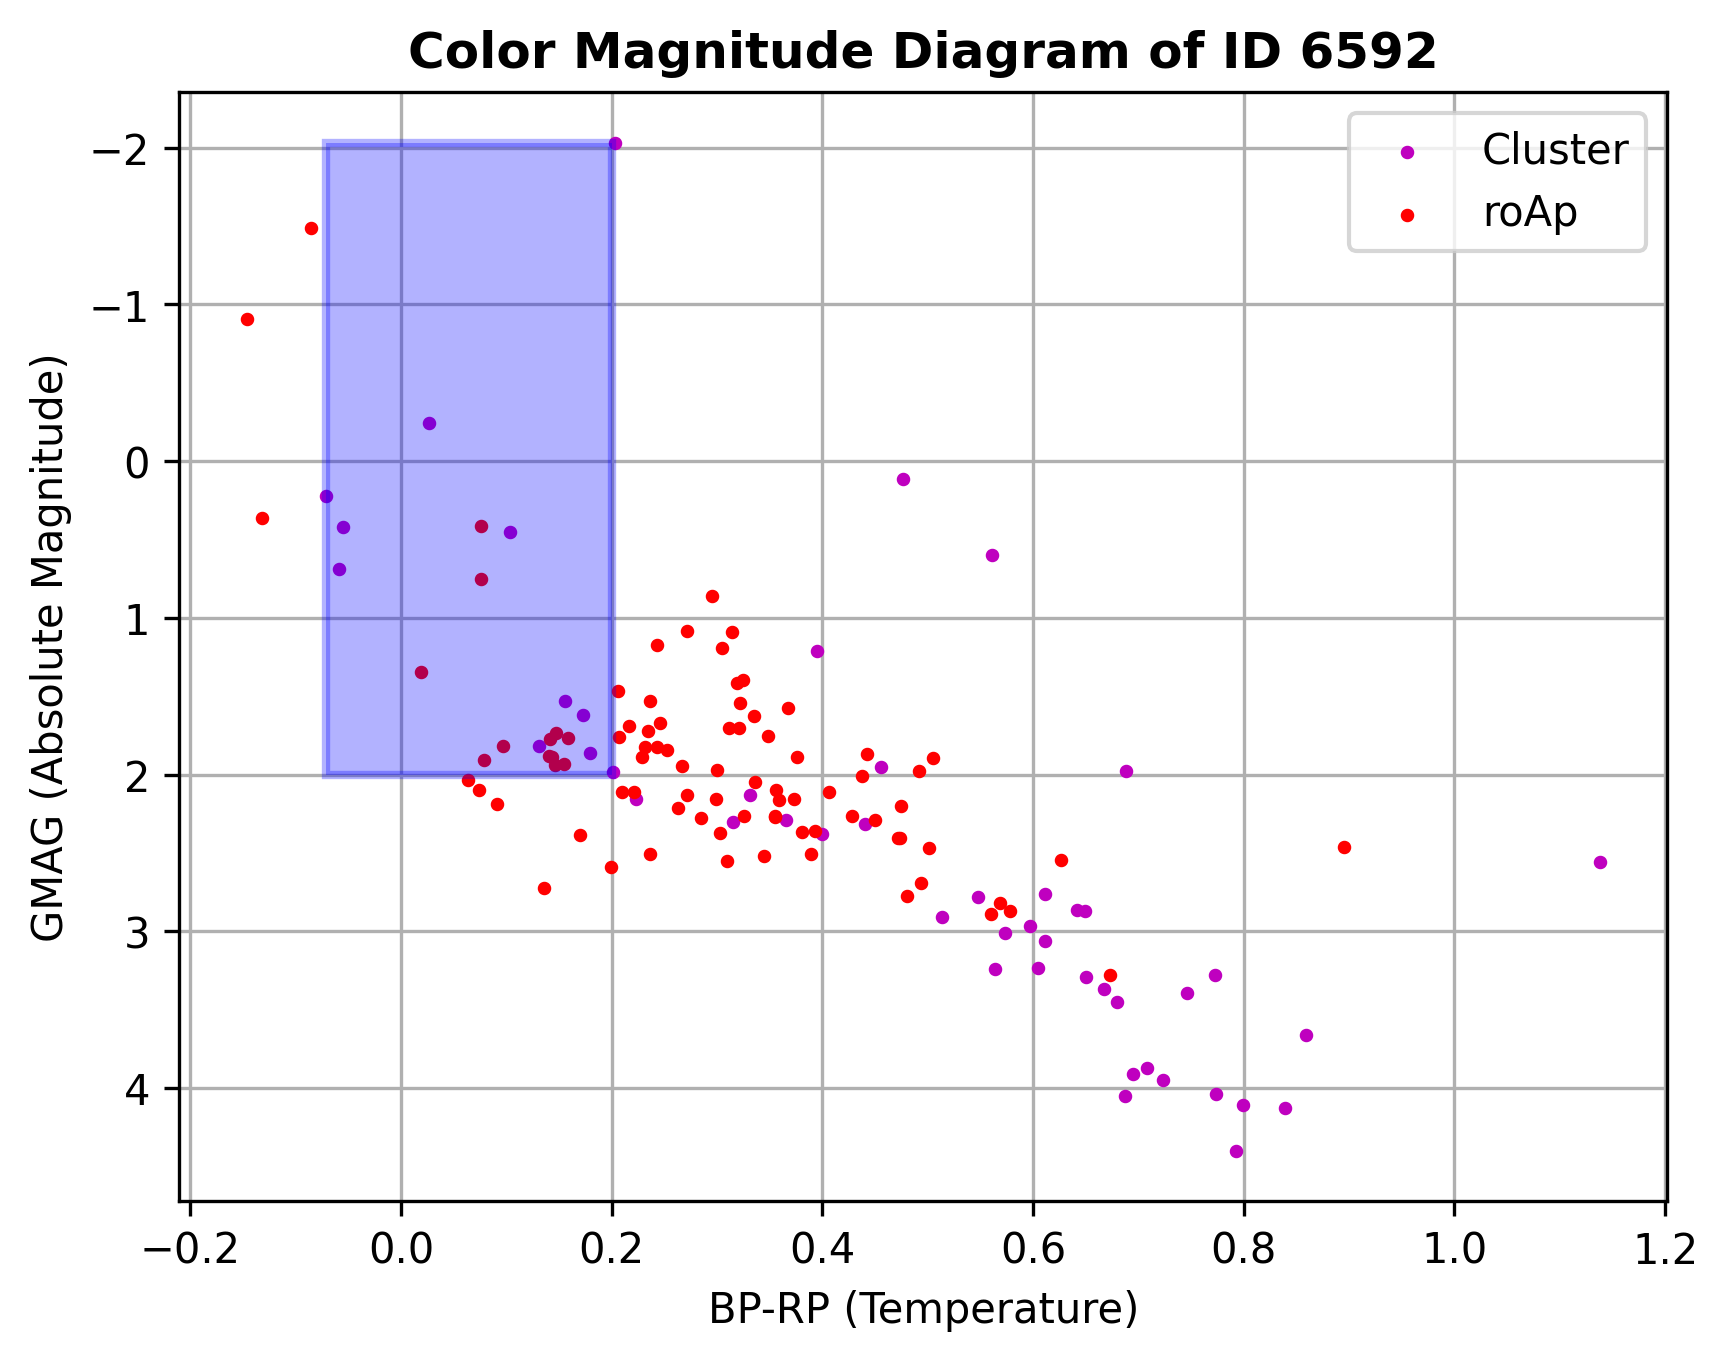 Color Magnitude Diagram of ID 6592
Cluster
roAp
GMAG (Absolute Magnitude)
−2
−1
0
1
2
3
4
−0.2 0.0 0.2 0.4 0.6 0.8 1.0 1.2
BP-RP (Temperature)